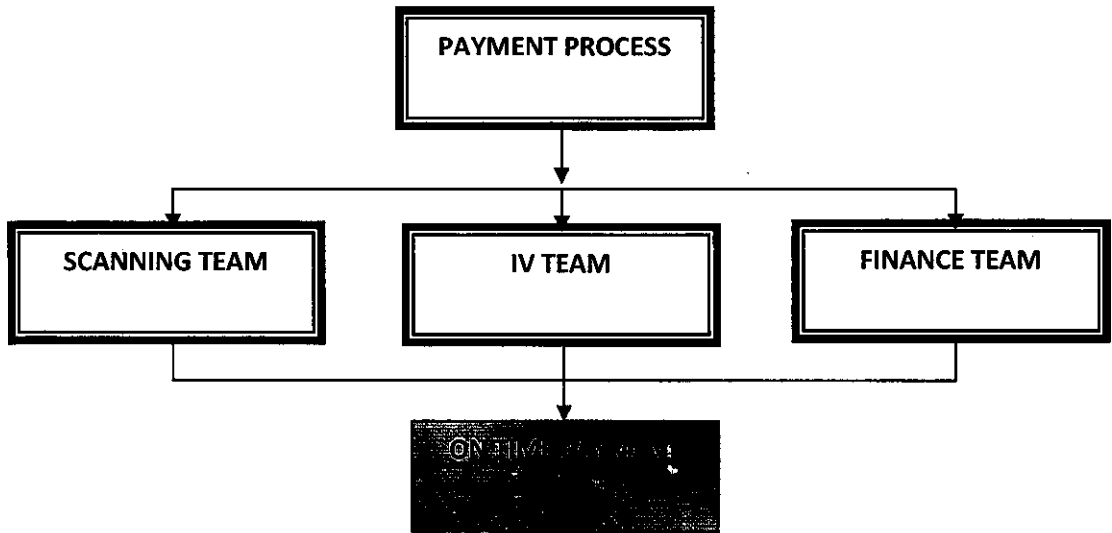 PAYMENT PROCESS
SCANNING TEAM
IV TEAM
FINANCE TEAM
ON TIME